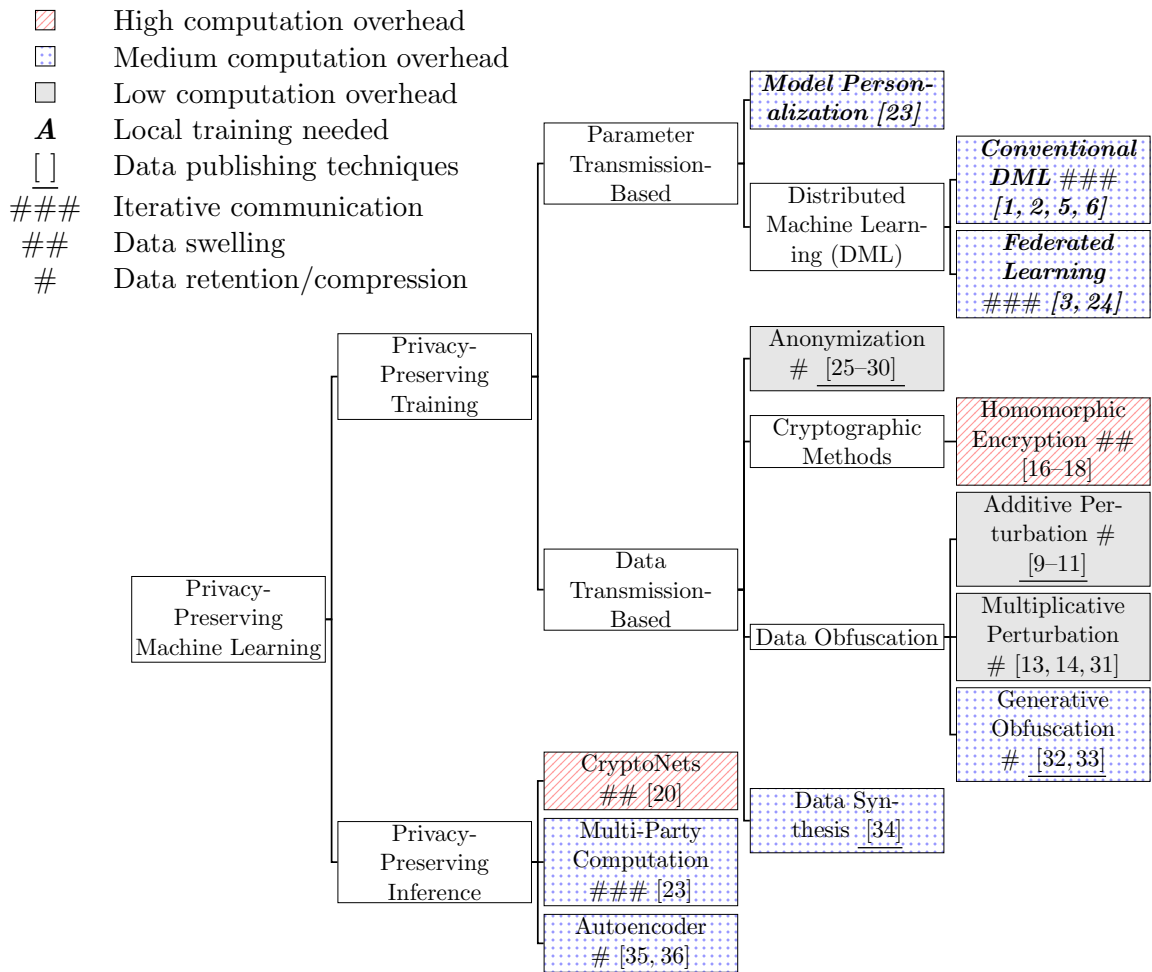 High computation overhead
Medium computation overhead
Low computation overhead
A Local training needed
[ ] Data publishing techniques
### Iterative communication
## Data swelling
# Data retention/compression
Privacy-
Preserving
Machine Learning
Privacy-
Preserving
Training
Parameter
Transmission-
Based
Model Person-
alization [23]
Distributed
Machine Learn-
ing (DML)
Conventional
DML ###
[1, 2, 5, 6]
Federated
Learning
### [3, 24]
Data
Transmission-
Based
Anonymization
# [25–30]
Cryptographic
Methods
Homomorphic
Encryption ##
[16–18]
Data Obfuscation
Additive Per-
turbation #
[9–11]
Multiplicative
Perturbation
# [13, 14, 31]
Generative
Obfuscation
# [32, 33]
Data Syn-
thesis [34]
Privacy-
Preserving
Inference
CryptoNets
## [20]
Multi-Party
Computation
### [23]
Autoencoder
# [35, 36]